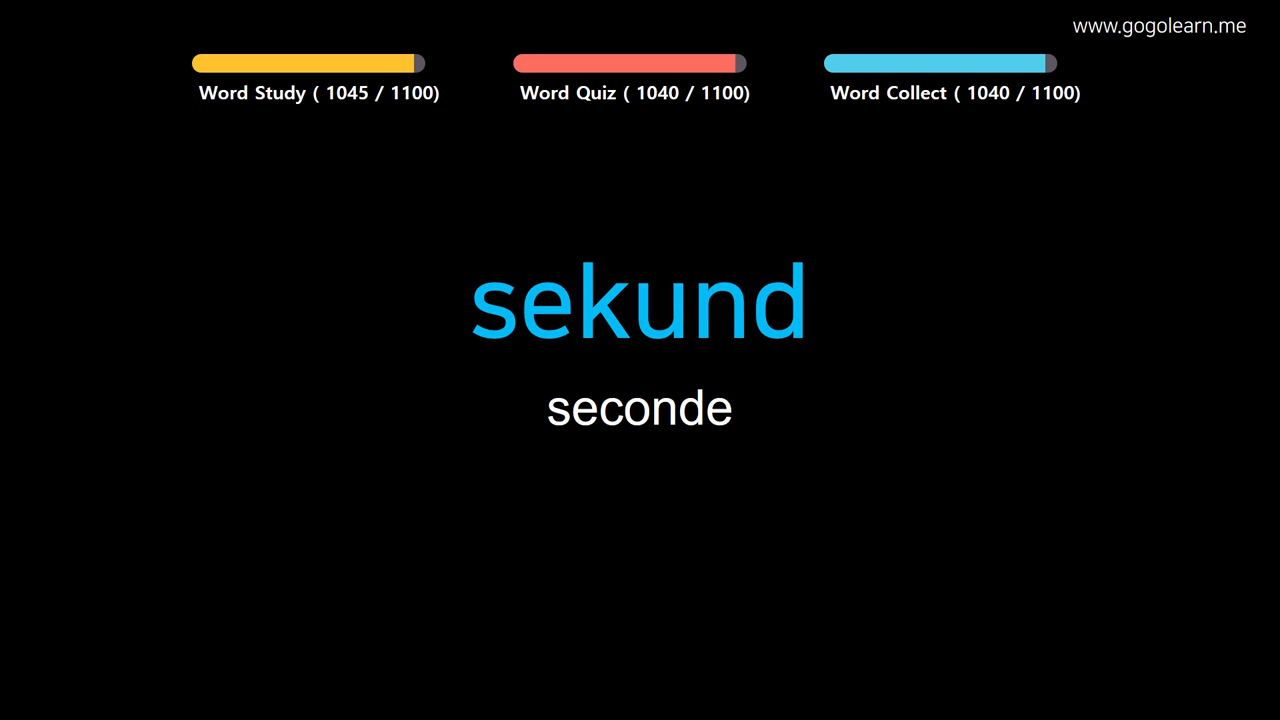 www.gogolearn.me
Word Study ( 1045 / 1100)
Word Quiz ( 1040 / 1100)
Word Collect ( 1040 / 1100)
sekund
seconde